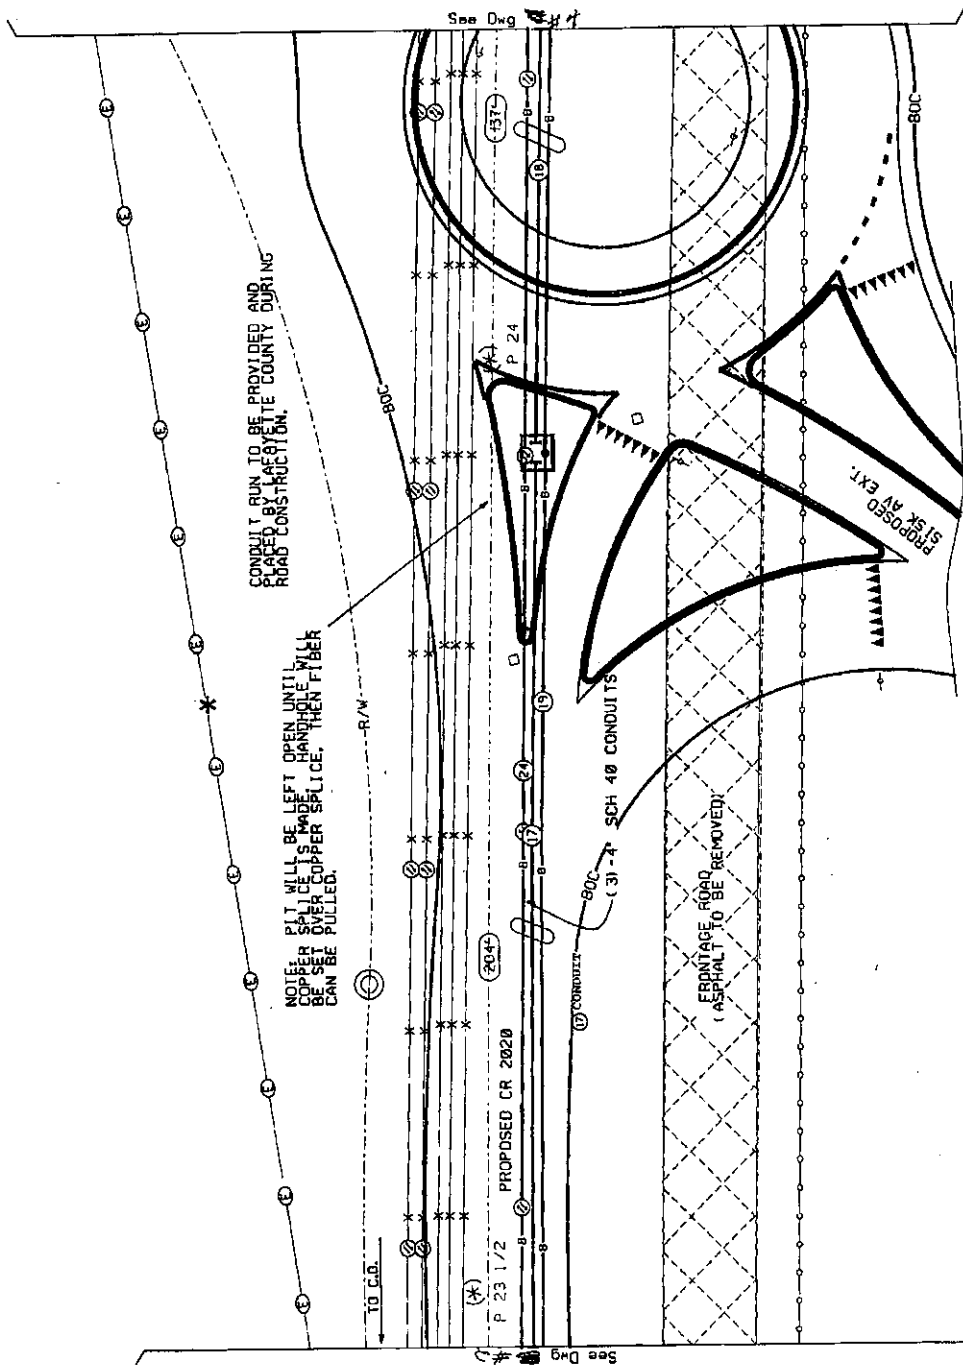 See Dwg
CONDUIT RUN TO BE PROVIDED AND
PLACED BY LAFAYETTE COUNTY DURING
ROAD CONSTRUCTION.
NOTE: PIT WILL BE LEFT OPEN UNTIL
COPPER SPLICE IS MADE. HANDHOLE WILL
BE SET OVER COPPER SPLICE, THEN FIBER
CAN BE PULLED.
R/W
BOC
BOC
BOC
137'
18
(*)
P 24
PROPOSED
SISK AV EXT.
19
24
17
(3)-4" SCH 40 CONDUITS
204'
17 CONDUIT
FRONTAGE ROAD
(ASPHALT TO BE REMOVED)
PROPOSED CR 2020
(*)
P 23 1/2
TO C.O.
E
E
E
E
E
E
E
E
E
E
E
E
B
B
B
B
B
B
B
B
See Dwg